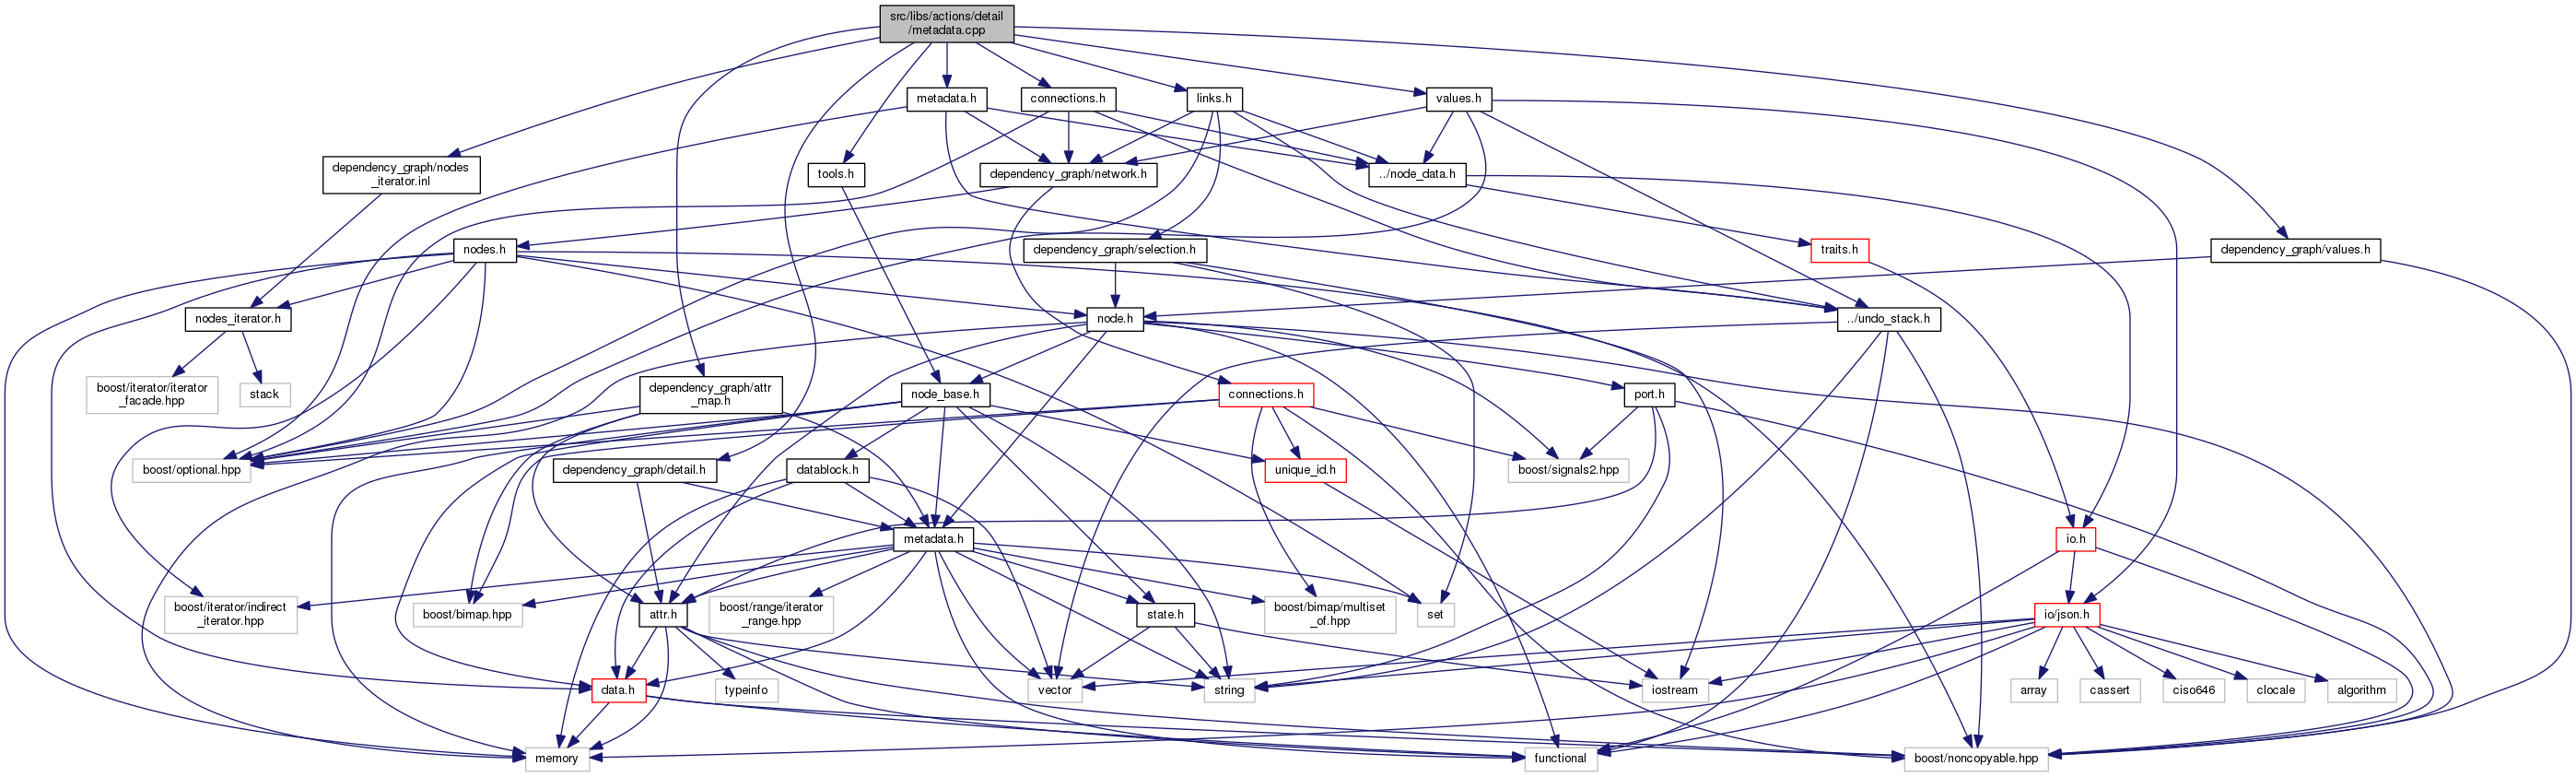 src/libs/actions/detail
/metadata.cpp
metadata.h
connections.h
links.h
values.h
dependency_graph/nodes
_iterator.inl
tools.h
dependency_graph/network.h
../node_data.h
nodes.h
dependency_graph/selection.h
traits.h
dependency_graph/values.h
nodes_iterator.h
node.h
../undo_stack.h
boost/iterator/iterator
_facade.hpp
stack
dependency_graph/attr
_map.h
node_base.h
connections.h
port.h
boost/optional.hpp
dependency_graph/detail.h
datablock.h
unique_id.h
boost/signals2.hpp
metadata.h
io.h
boost/iterator/indirect
_iterator.hpp
boost/bimap.hpp
attr.h
boost/range/iterator
_range.hpp
state.h
boost/bimap/multiset
_of.hpp
set
io/json.h
data.h
typeinfo
vector
string
iostream
array
cassert
ciso646
clocale
algorithm
memory
functional
boost/noncopyable.hpp